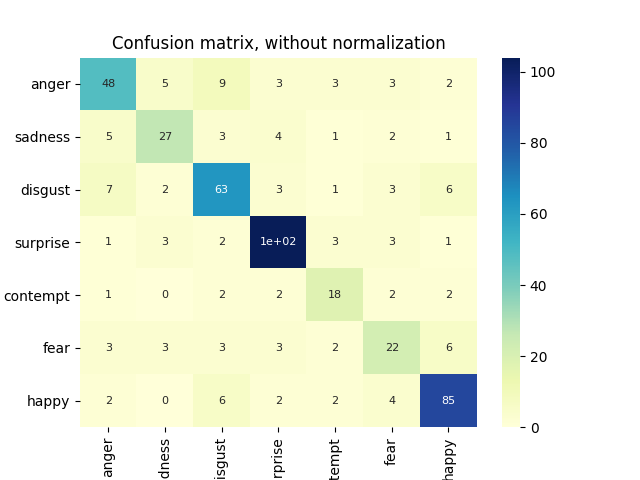 Confusion matrix, without normalization
anger 48 5 9 3 3 3 2
sadness 5 27 3 4 1 2 1
disgust 7 2 63 3 1 3 6
surprise 1 3 2 1e+02 3 3 1
contempt 1 0 2 2 18 2 2
fear 3 3 3 3 2 22 6
happy 2 0 6 2 2 4 85
anger dness isgust rprise tempt fear happy
100
80
60
40
20
0